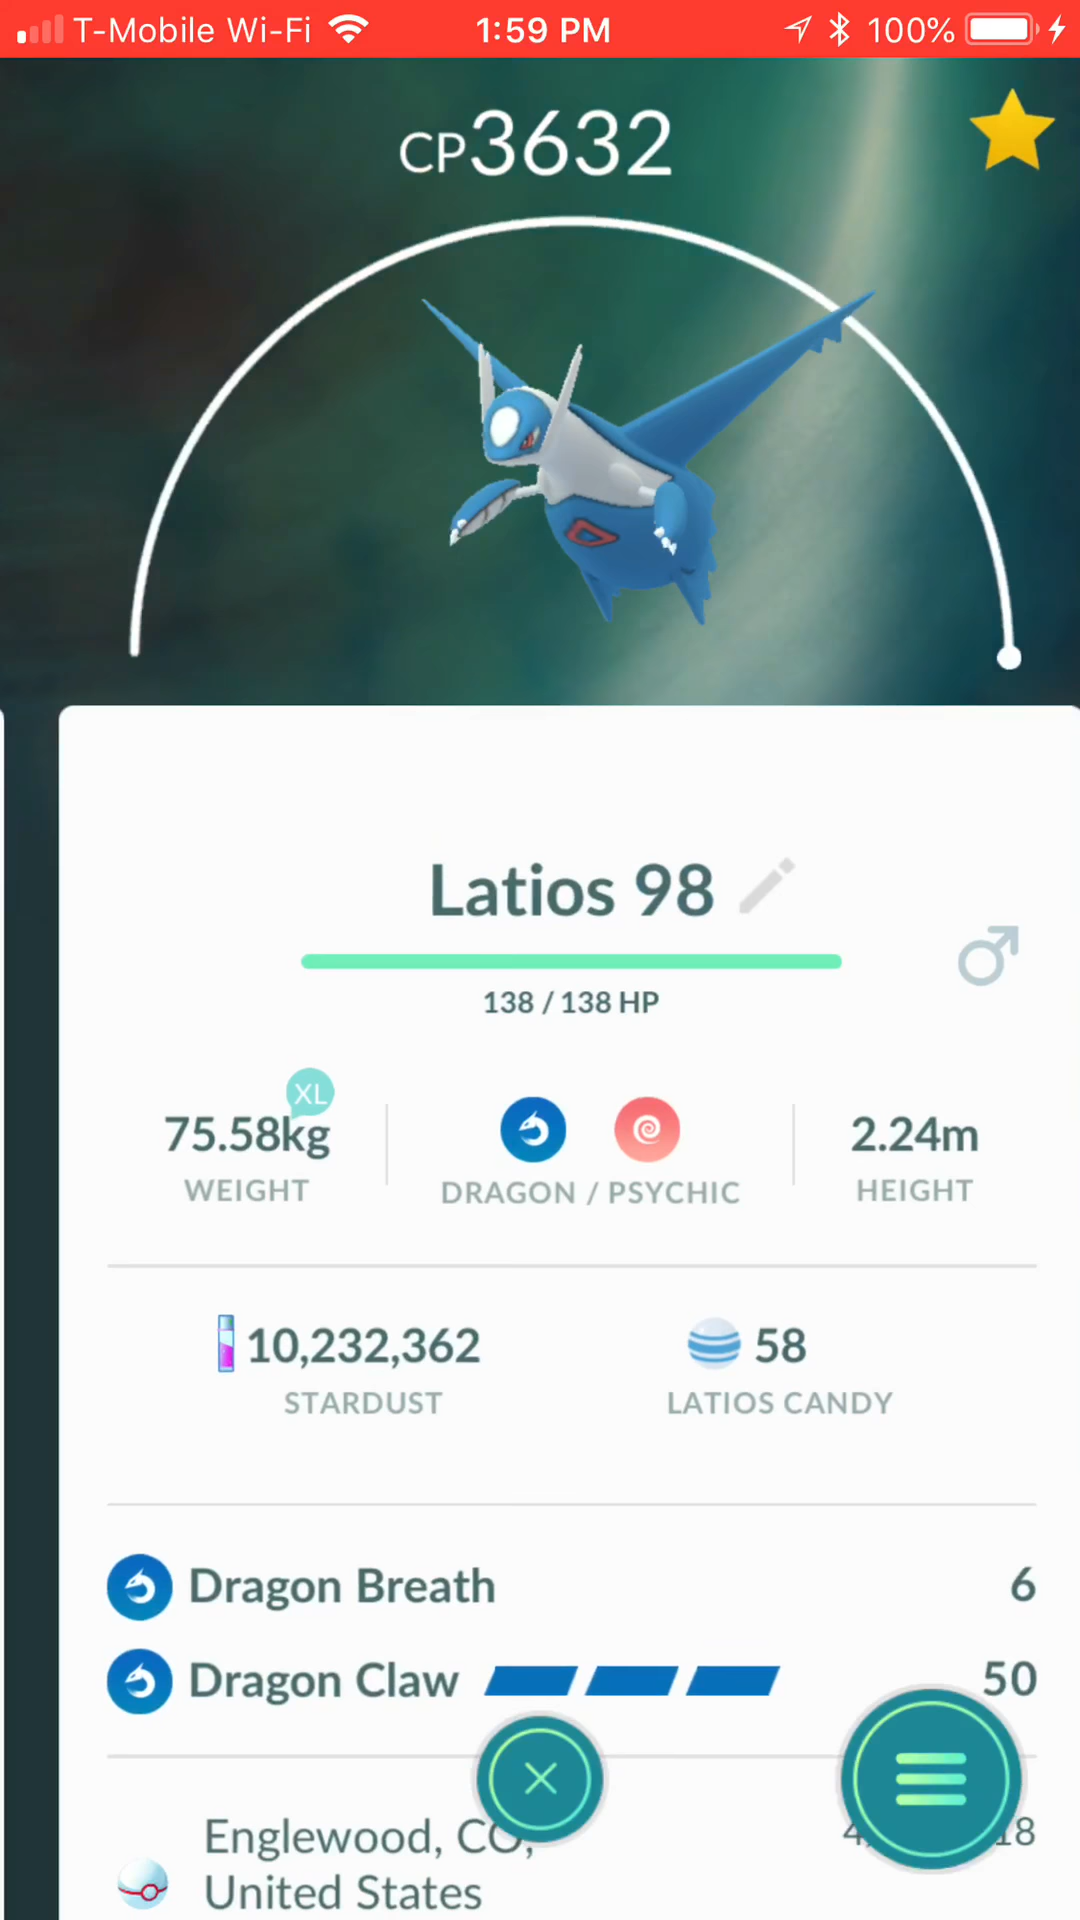 T-Mobile Wi-Fi 1:59 PM 100%
CP3632
Latios 98
138 / 138 HP
XL
75.58kg
WEIGHT
DRAGON / PSYCHIC
2.24m
HEIGHT
10,232,362
STARDUST
58
LATIOS CANDY
Dragon Breath 6
Dragon Claw 50
Englewood, CO,
United States